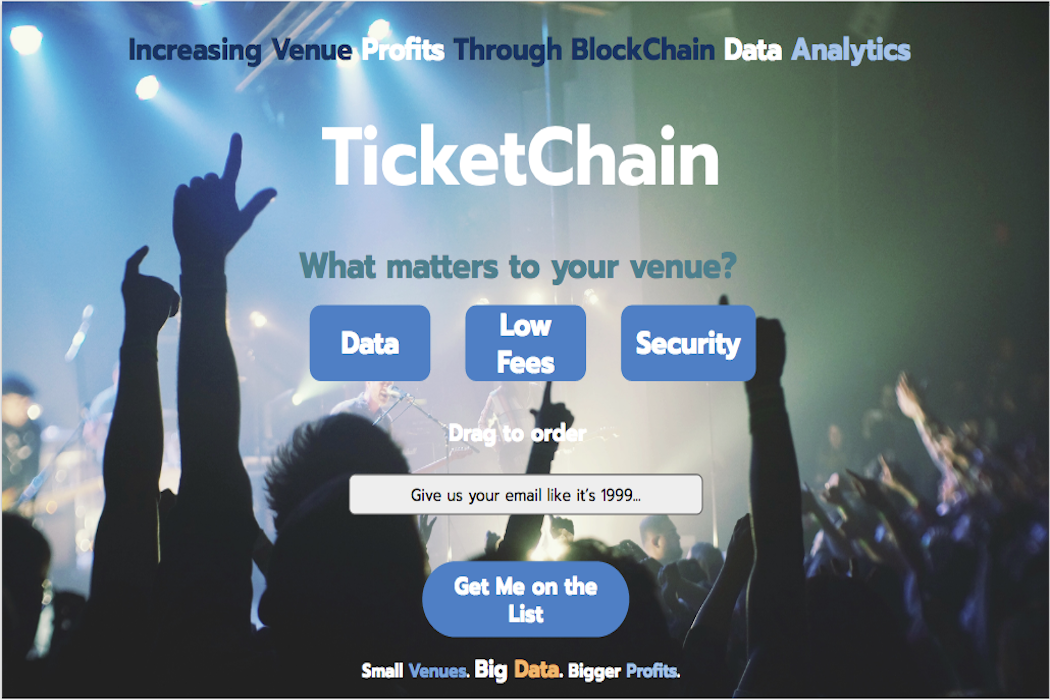 Increasing Venue Profits Through BlockChain Data Analytics
TicketChain
What matters to your venue?
Data
Low
Fees
Security
Drag to order
Give us your email like it's 1999...
Get Me on the
List
Small Venues. Big Data. Bigger Profits.